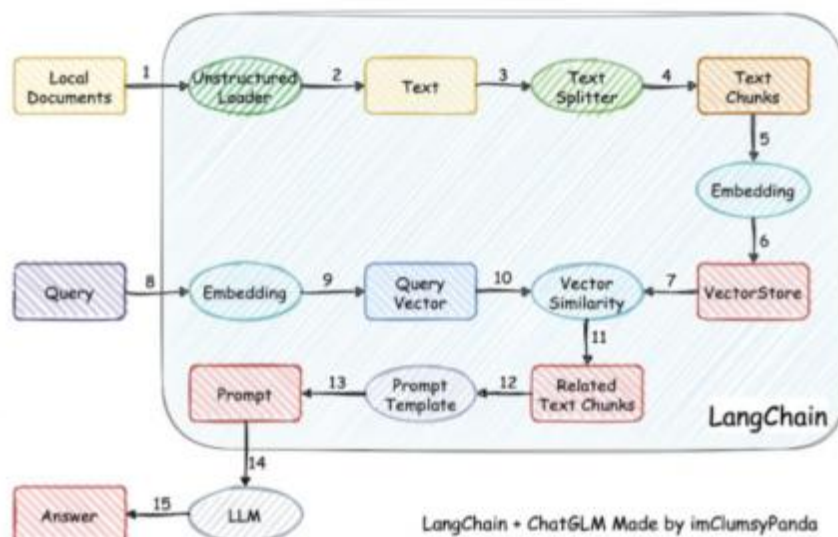 Local
Documents
1
Unstructured
Loader
2
Text
3
Text
Splitter
4
Text
Chunks
5
Embedding
6
Query
8
Embedding
9
Query
Vector
10
Vector
Similarity
7
VectorStore
11
Prompt
13
Prompt
Template
12
Related
Text Chunks
LangChain
14
Answer
15
LLM
LangChain + ChatGLM Made by imClumsyPanda